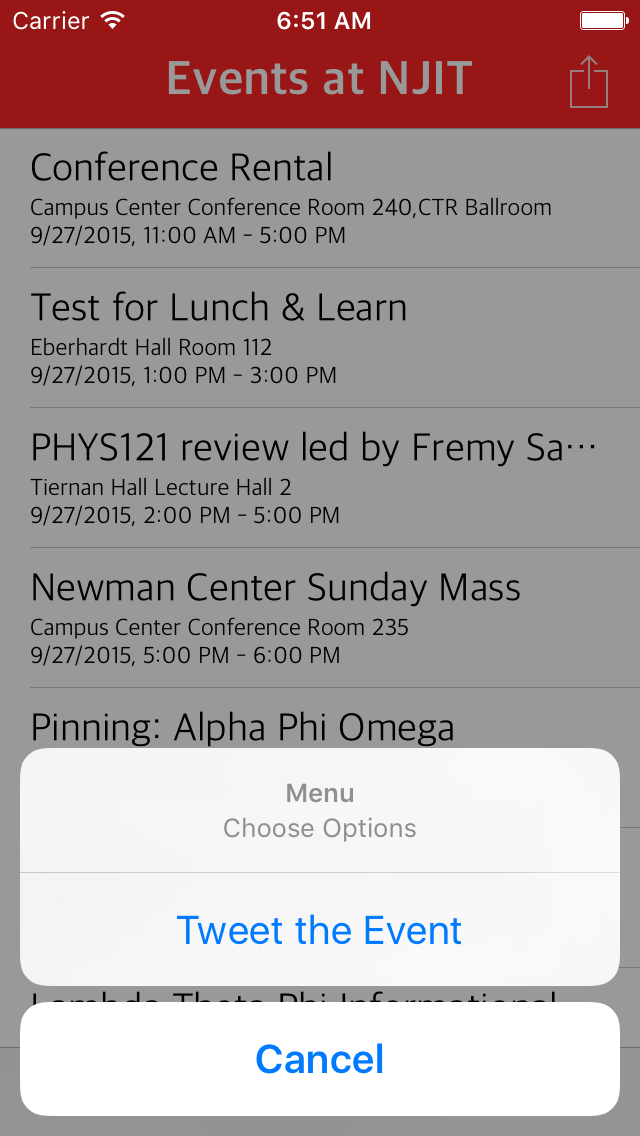 Carrier 6:51 AM
Events at NJIT
Conference Rental
Campus Center Conference Room 240,CTR Ballroom
9/27/2015, 11:00 AM - 5:00 PM
Test for Lunch & Learn
Eberhardt Hall Room 112
9/27/2015, 1:00 PM - 3:00 PM
PHYS121 review led by Fremy Sa...
Tiernan Hall Lecture Hall 2
9/27/2015, 2:00 PM - 5:00 PM
Newman Center Sunday Mass
Campus Center Conference Room 235
9/27/2015, 5:00 PM - 6:00 PM
Pinning: Alpha Phi Omega
Menu
Choose Options
Tweet the Event
Lambda Theta Phi Informational
Cancel